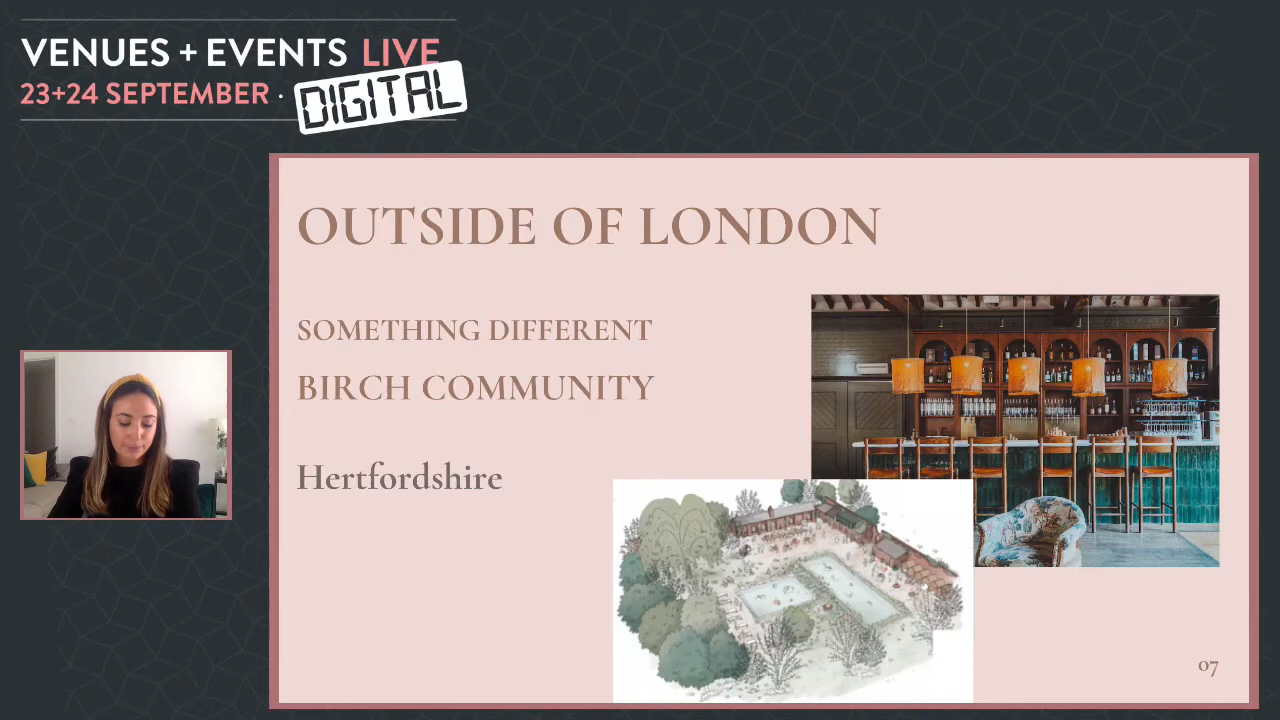 VENUES + EVENTS LIVE
23+24 SEPTEMBER ·
DIGITAL
OUTSIDE OF LONDON
SOMETHING DIFFERENT
BIRCH COMMUNITY
Hertfordshire
07